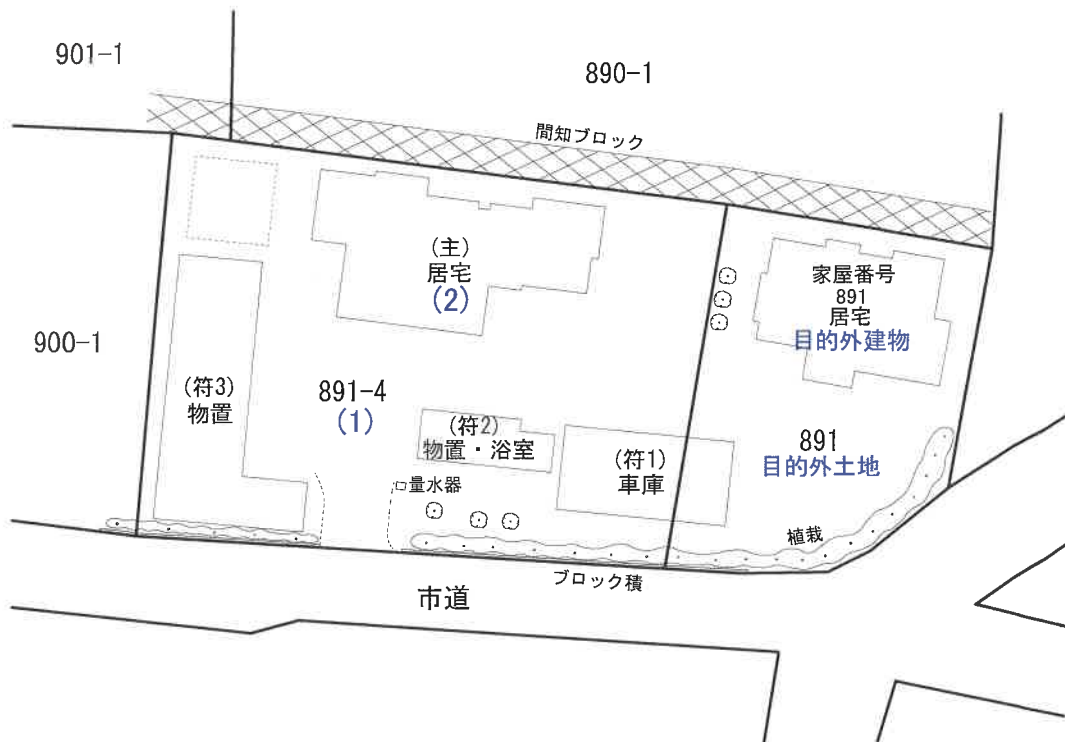 901-1
890-1
間知ブロック
(主)
居宅
(2)
家屋番号
891
居宅
目的外建物
900-1
(符3)
物置
891-4
(1)
(符2)
物置・浴室
(符1)
車庫
891
目的外土地
量水器
植栽
ブロック積
市道